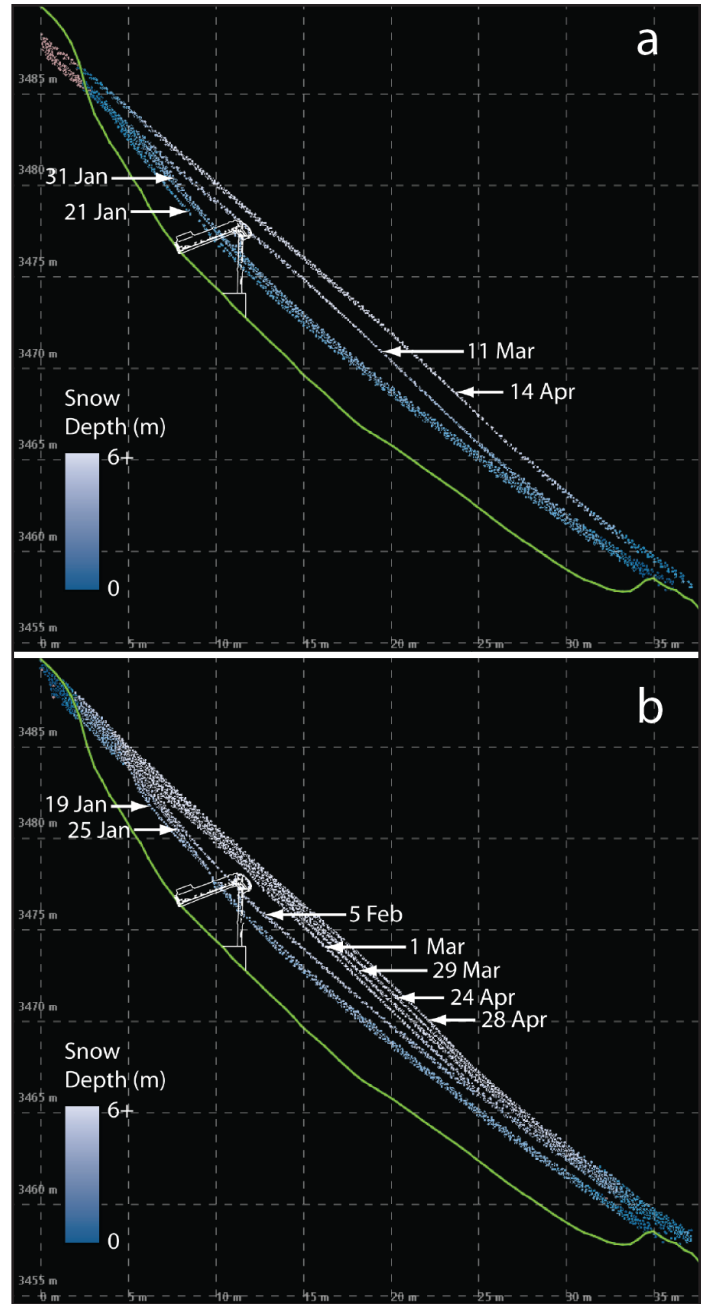 a
3485 m
3480 m
31 Jan
21 Jan
3475 m
11 Mar
3470 m
14 Apr
Snow
Depth (m)
6+
3465 m
3460 m
0
3455 m
0 m
5 m
10 m
15 m
20 m
25 m
30 m
35 m
b
3485 m
19 Jan
3480 m
25 Jan
5 Feb
3475 m
1 Mar
29 Mar
24 Apr
3470 m
28 Apr
Snow
Depth (m)
6+
3465 m
3460 m
0
3455 m
0 m
5 m
10 m
15 m
20 m
25 m
30 m
35 m